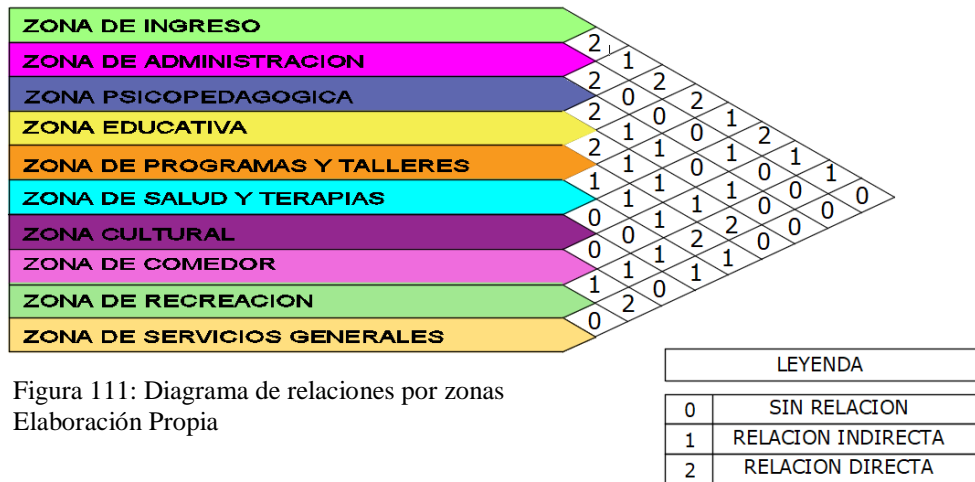 ZONA DE INGRESO
2
ZONA DE ADMINISTRACION 1
2 2
ZONA PSICOPEDAGOGICA 0 2
2 0 1
ZONA EDUCATIVA 1 0 2
2 1 1 1
ZONA DE PROGRAMAS Y TALLERES 1 0 0 1
1 1 1 0 0
ZONA DE SALUD Y TERAPIAS 1 1 0 0
0 1 2 0
ZONA CULTURAL 0 2 0
0 1 1
ZONA DE COMEDOR 1 1
1 0
ZONA DE RECREACION 2
0
ZONA DE SERVICIOS GENERALES
Figura 111: Diagrama de relaciones por zonas
Elaboración Propia
LEYENDA
0 SIN RELACION
1 RELACION INDIRECTA
2 RELACION DIRECTA